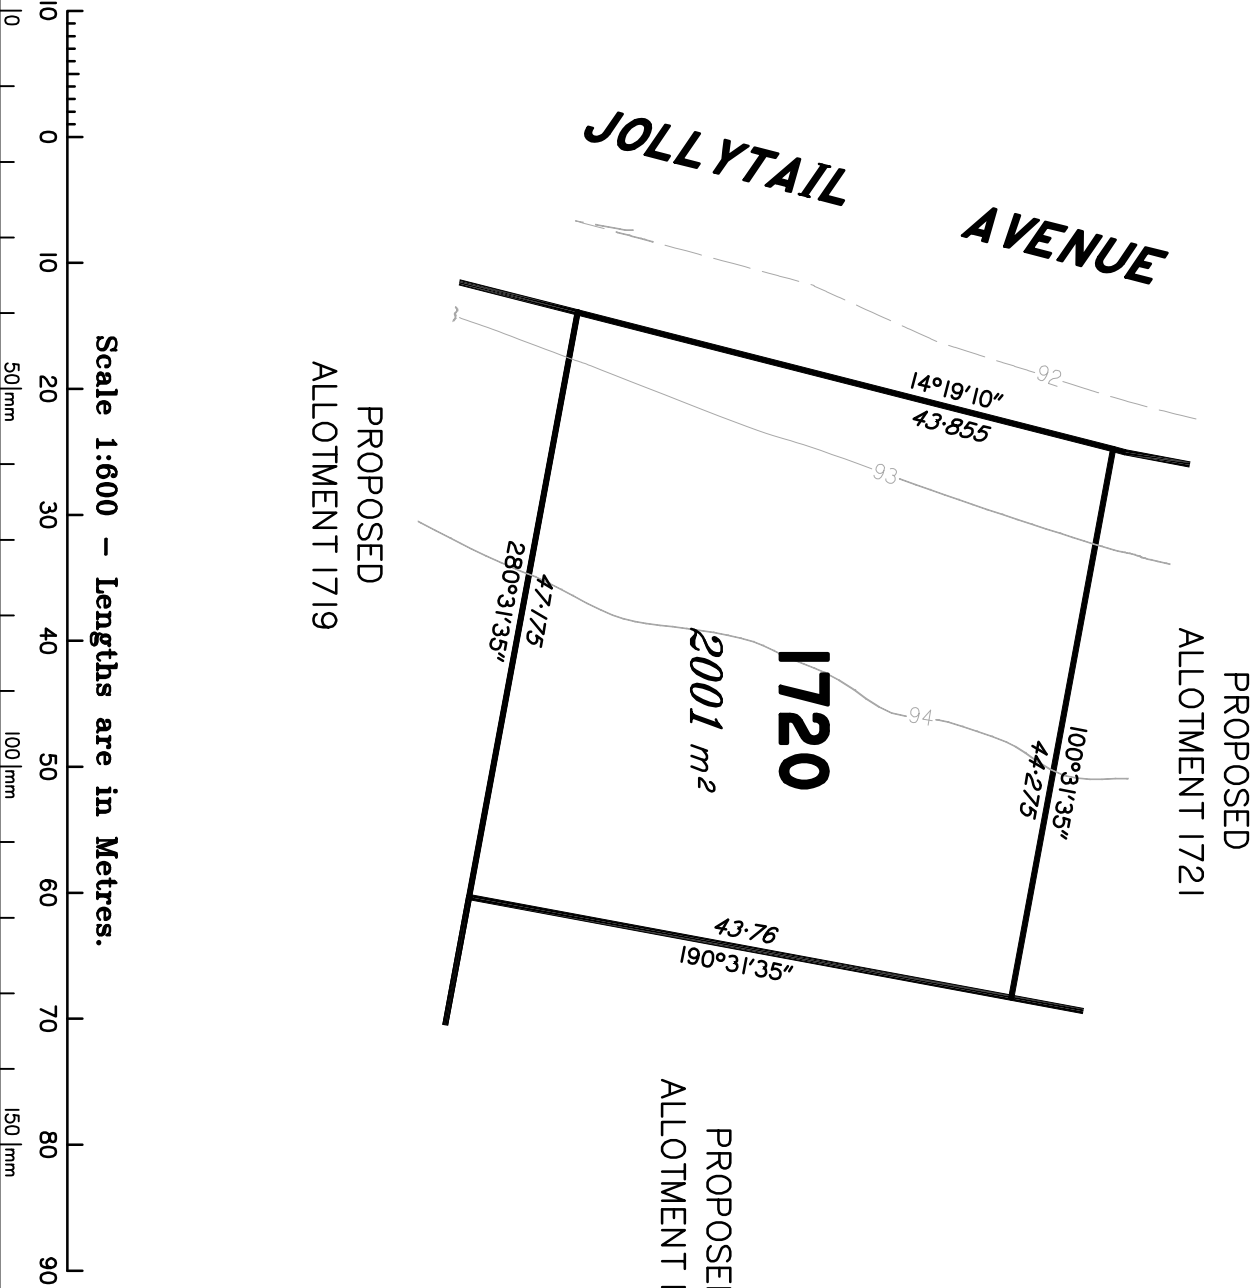 JOLLYTAIL AVENUE
92
14°19'10"
43·855
93
PROPOSED
ALLOTMENT 1719
47·175
280°31'35"
1720
2001 m²
94
100°31'35"
44·275
PROPOSED
ALLOTMENT 1721
43·76
190°31'35"
PROPOSED
ALLOTMENT
Scale 1:600 – Lengths are in Metres.
10 0 10 20 30 40 50 60 70 80 90
0 50 mm 100 mm 150 mm